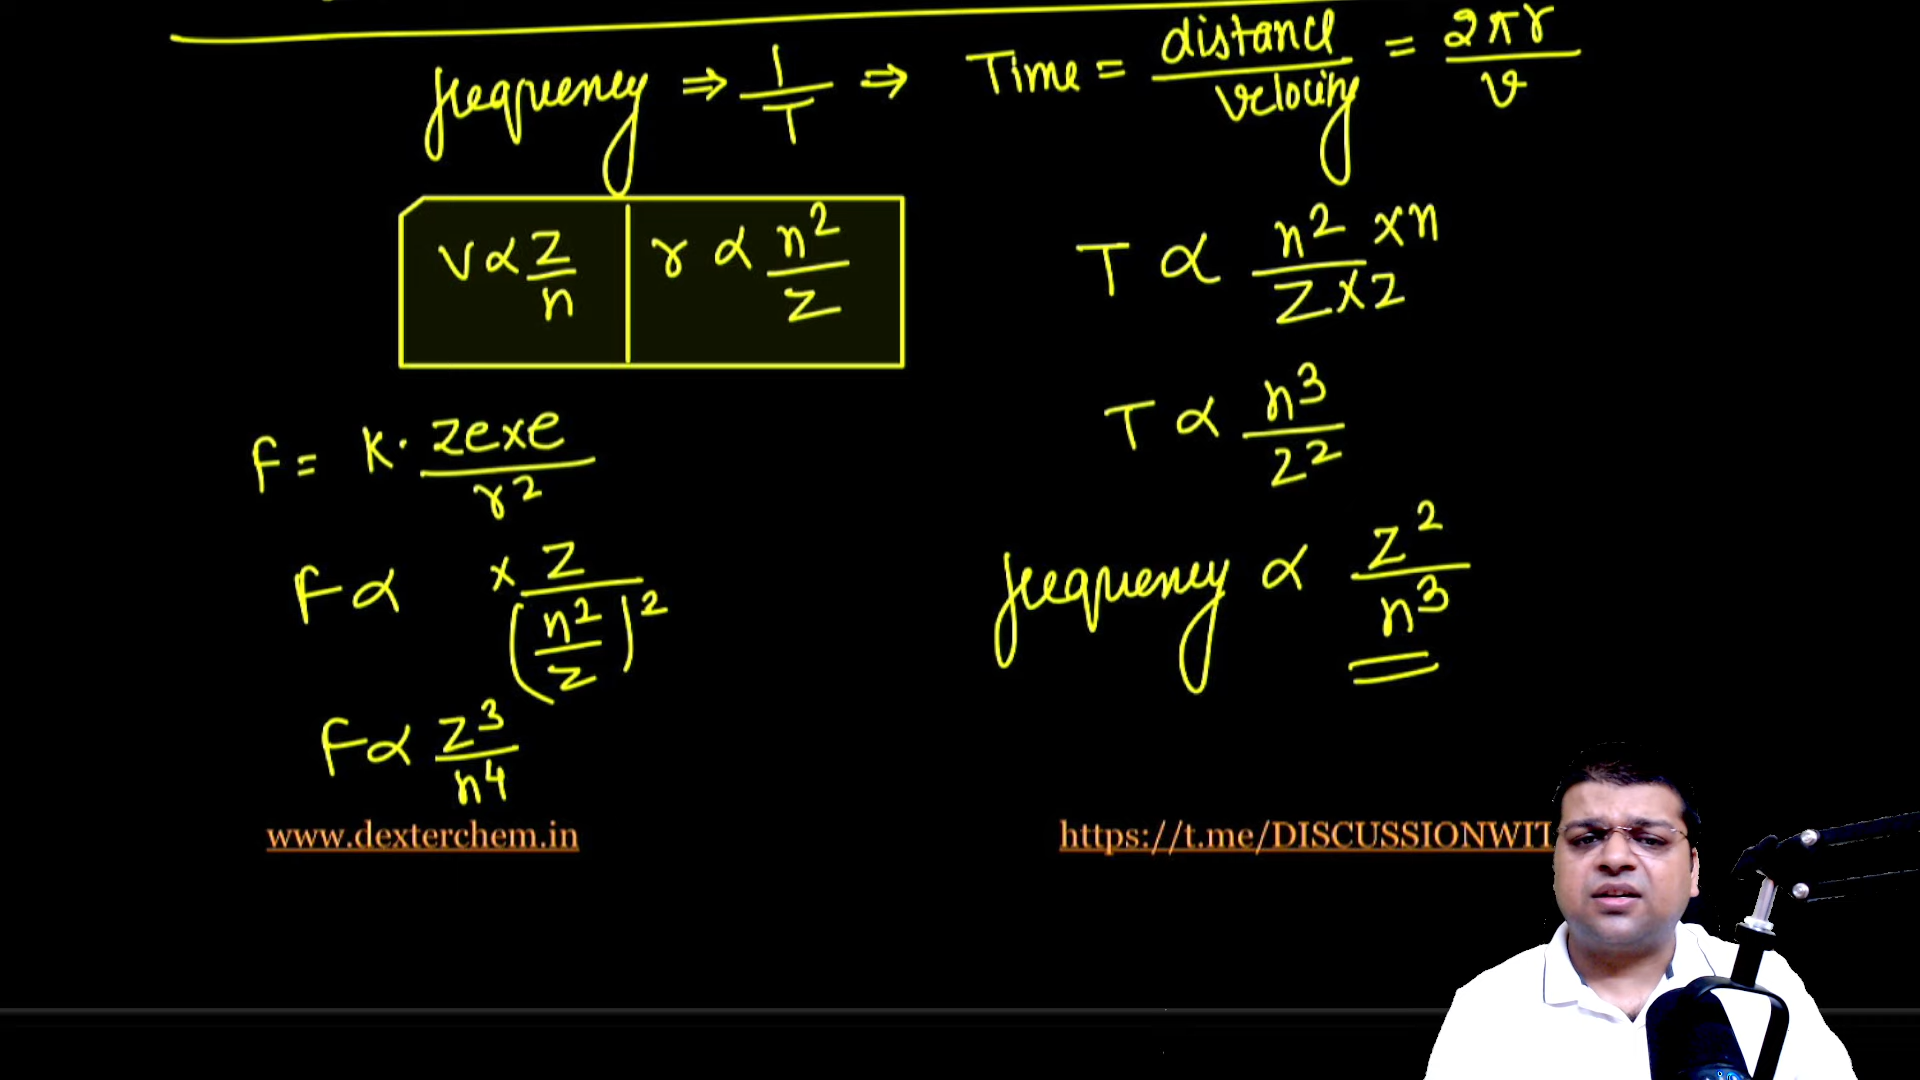 frequency ⇒ 1/T ⇒ Time = distance/velocity = 2πr/v
v ∝ Z/n | r ∝ n²/Z
T ∝ n² × n / Z × Z
F = K · Ze×e / r²
T ∝ n³/Z²
F ∝ × Z / (n²/Z)²
frequency ∝ Z²/n³
F ∝ Z³/n⁴
www.dexterchem.in
https://t.me/DISCUSSIONWIT